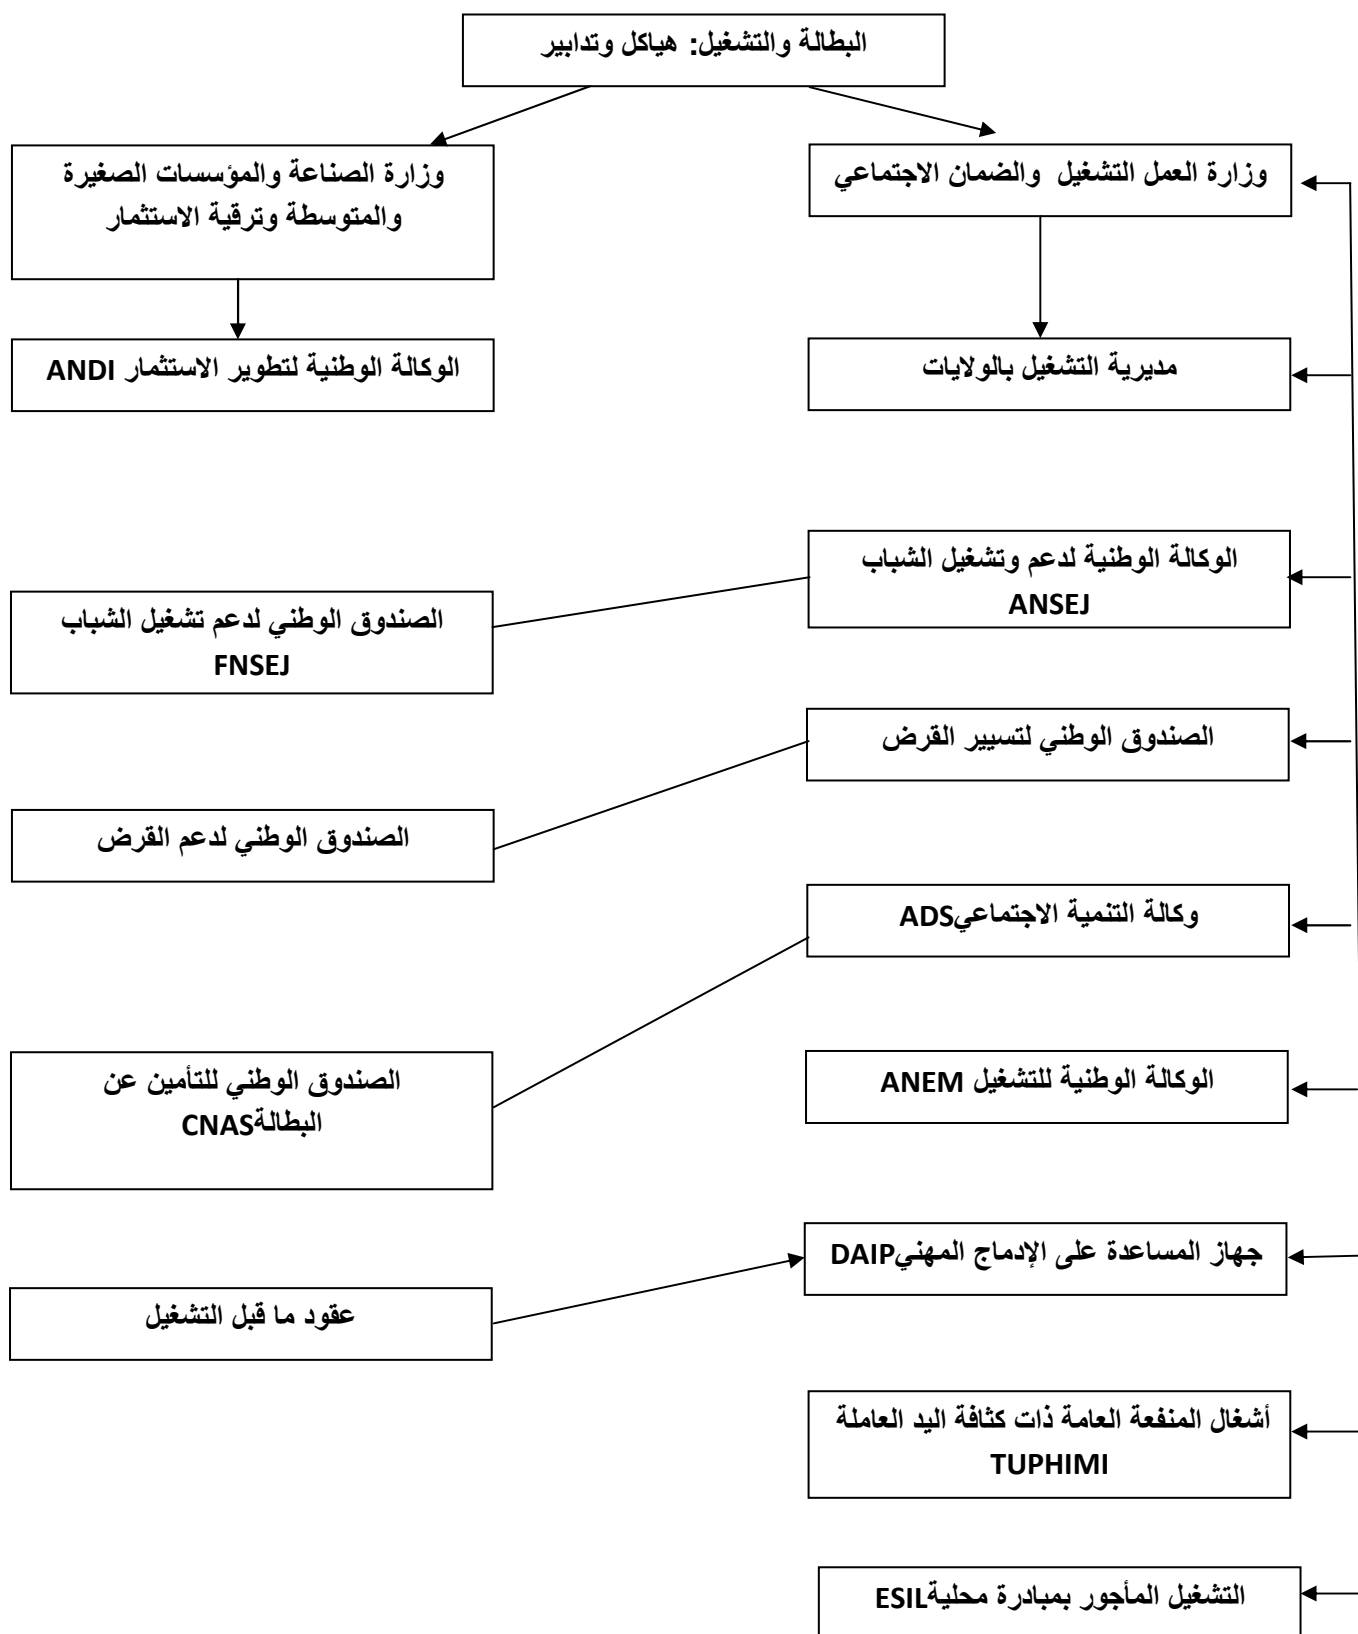 البطالة والتشغيل: هياكل وتدابير
وزارة العمل التشغيل والضمان الاجتماعي
وزارة الصناعة والمؤسسات الصغيرة
والمتوسطة وترقية الاستثمار
مديرية التشغيل بالولايات
الوكالة الوطنية لتطوير الاستثمار ANDI
الوكالة الوطنية لدعم وتشغيل الشباب
ANSEJ
الصندوق الوطني لدعم تشغيل الشباب
FNSEJ
الصندوق الوطني لتسيير القرض
الصندوق الوطني لدعم القرض
وكالة التنمية الاجتماعيADS
الوكالة الوطنية للتشغيل ANEM
الصندوق الوطني للتأمين عن
البطالةCNAS
جهاز المساعدة على الإدماج المهنيDAIP
عقود ما قبل التشغيل
أشغال المنفعة العامة ذات كثافة اليد العاملة
TUPHIMI
التشغيل المأجور بمبادرة محليةESIL